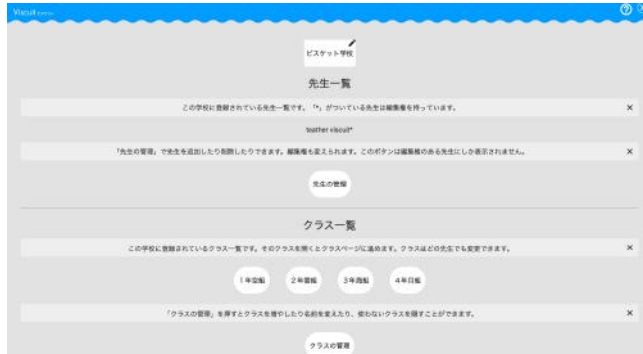 Viscuit
ビスケット学校
先生一覧
この学校に登録されている先生一覧です。「*」がついている先生は編集権を持っています。
×
teather viscuit*
「先生の管理」で先生を追加したり削除したりできます。編集権も変えられます。このボタンは編集権のある先生にしか表示されません。
×
先生の管理
クラス一覧
この学校に登録されているクラス一覧です。そのクラスを開くとクラスページに進めます。クラスはどの先生でも変更できます。
×
1年空組 2年雲組 3年海組 4年日組
「クラスの管理」を押すとクラスを増やしたり名前を変えたり、使わないクラスを隠すことができます。
×
クラスの管理